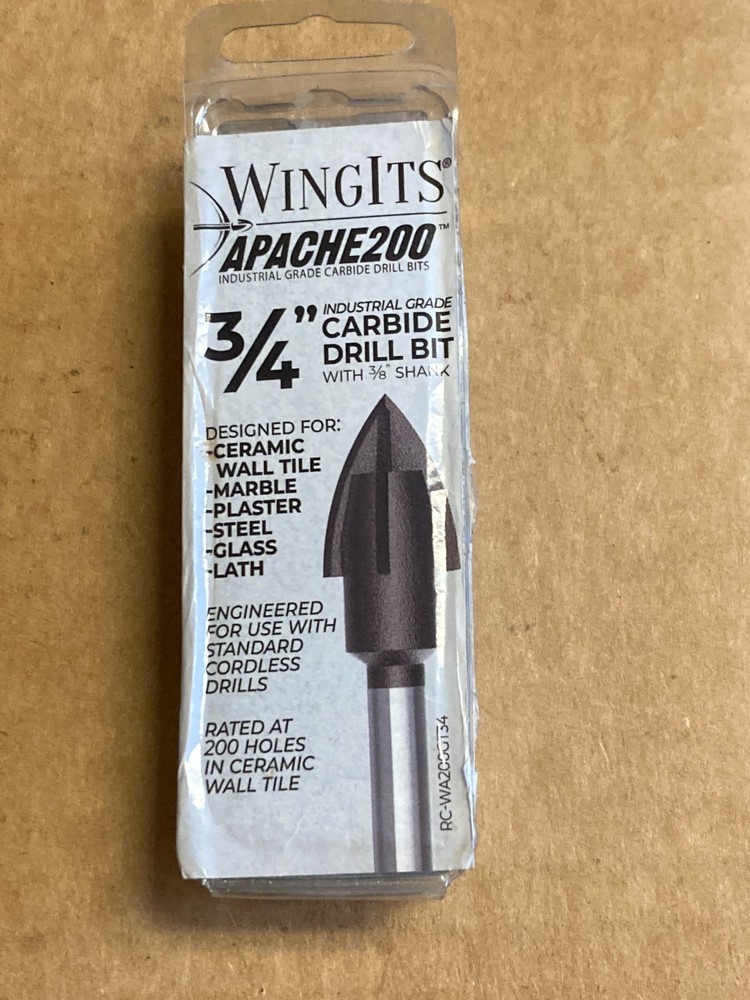 WINGITS®
APACHE200™
INDUSTRIAL GRADE CARBIDE DRILL BITS
3/4"
INDUSTRIAL GRADE
CARBIDE
DRILL BIT
WITH 3/8" SHANK
DESIGNED FOR:
-CERAMIC
WALL TILE
-MARBLE
-PLASTER
-STEEL
-GLASS
-LATH
ENGINEERED
FOR USE WITH
STANDARD
CORDLESS
DRILLS
RATED AT
200 HOLES
IN CERAMIC
WALL TILE